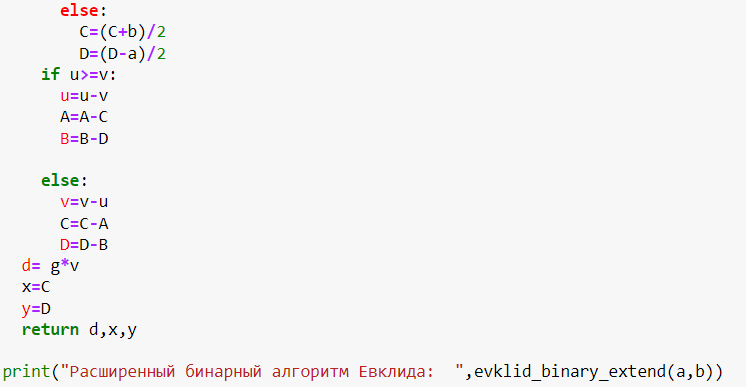 else:
        C=(C+b)/2
        D=(D-a)/2
    if u>=v:
      u=u-v
      A=A-C
      B=B-D

    else:
      v=v-u
      C=C-A
      D=D-B
  d= g*v
  x=C
  y=D
  return d,x,y

print("Расширенный бинарный алгоритм Евклида:  ",evklid_binary_extend(a,b))